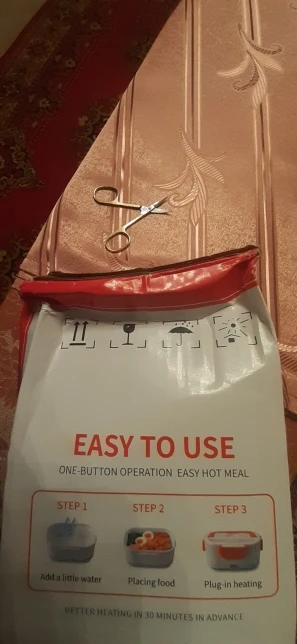 EASY TO USE
ONE-BUTTON OPERATION EASY HOT MEAL
STEP 1 STEP 2 STEP 3
Add a little water Placing food Plug-in heating
BETTER HEATING IN 30 MINUTES IN ADVANCE